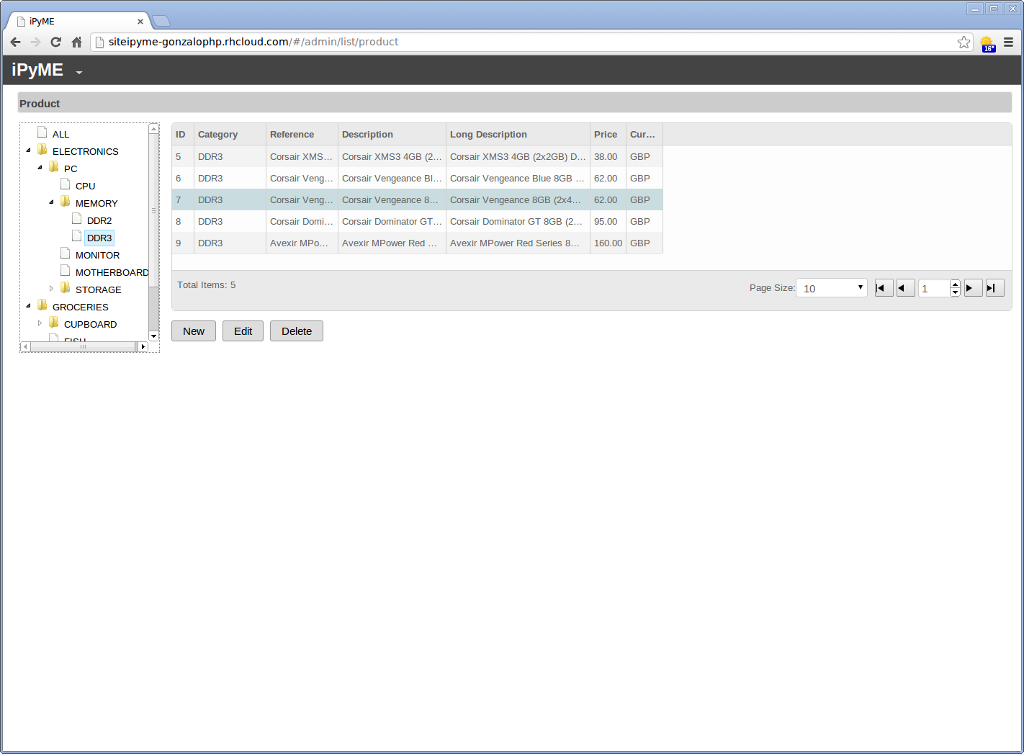 iPyME
siteipyme-gonzalophp.rhcloud.com/#/admin/list/product
16°
iPyME
Product
ALL
ELECTRONICS
PC
CPU
MEMORY
DDR2
DDR3
MONITOR
MOTHERBOARD
STORAGE
GROCERIES
CUPBOARD
FISH
ID Category Reference Description Long Description Price Cur...
5 DDR3 Corsair XMS... Corsair XMS3 4GB (2... Corsair XMS3 4GB (2x2GB) D... 38.00 GBP
6 DDR3 Corsair Veng... Corsair Vengeance Bl... Corsair Vengeance Blue 8GB ... 62.00 GBP
7 DDR3 Corsair Veng... Corsair Vengeance 8... Corsair Vengeance 8GB (2x4... 62.00 GBP
8 DDR3 Corsair Domi... Corsair Dominator GT... Corsair Dominator GT 8GB (2... 95.00 GBP
9 DDR3 Avexir MPo... Avexir MPower Red ... Avexir MPower Red Series 8... 160.00 GBP
Total Items: 5
Page Size: 10 1
New Edit Delete